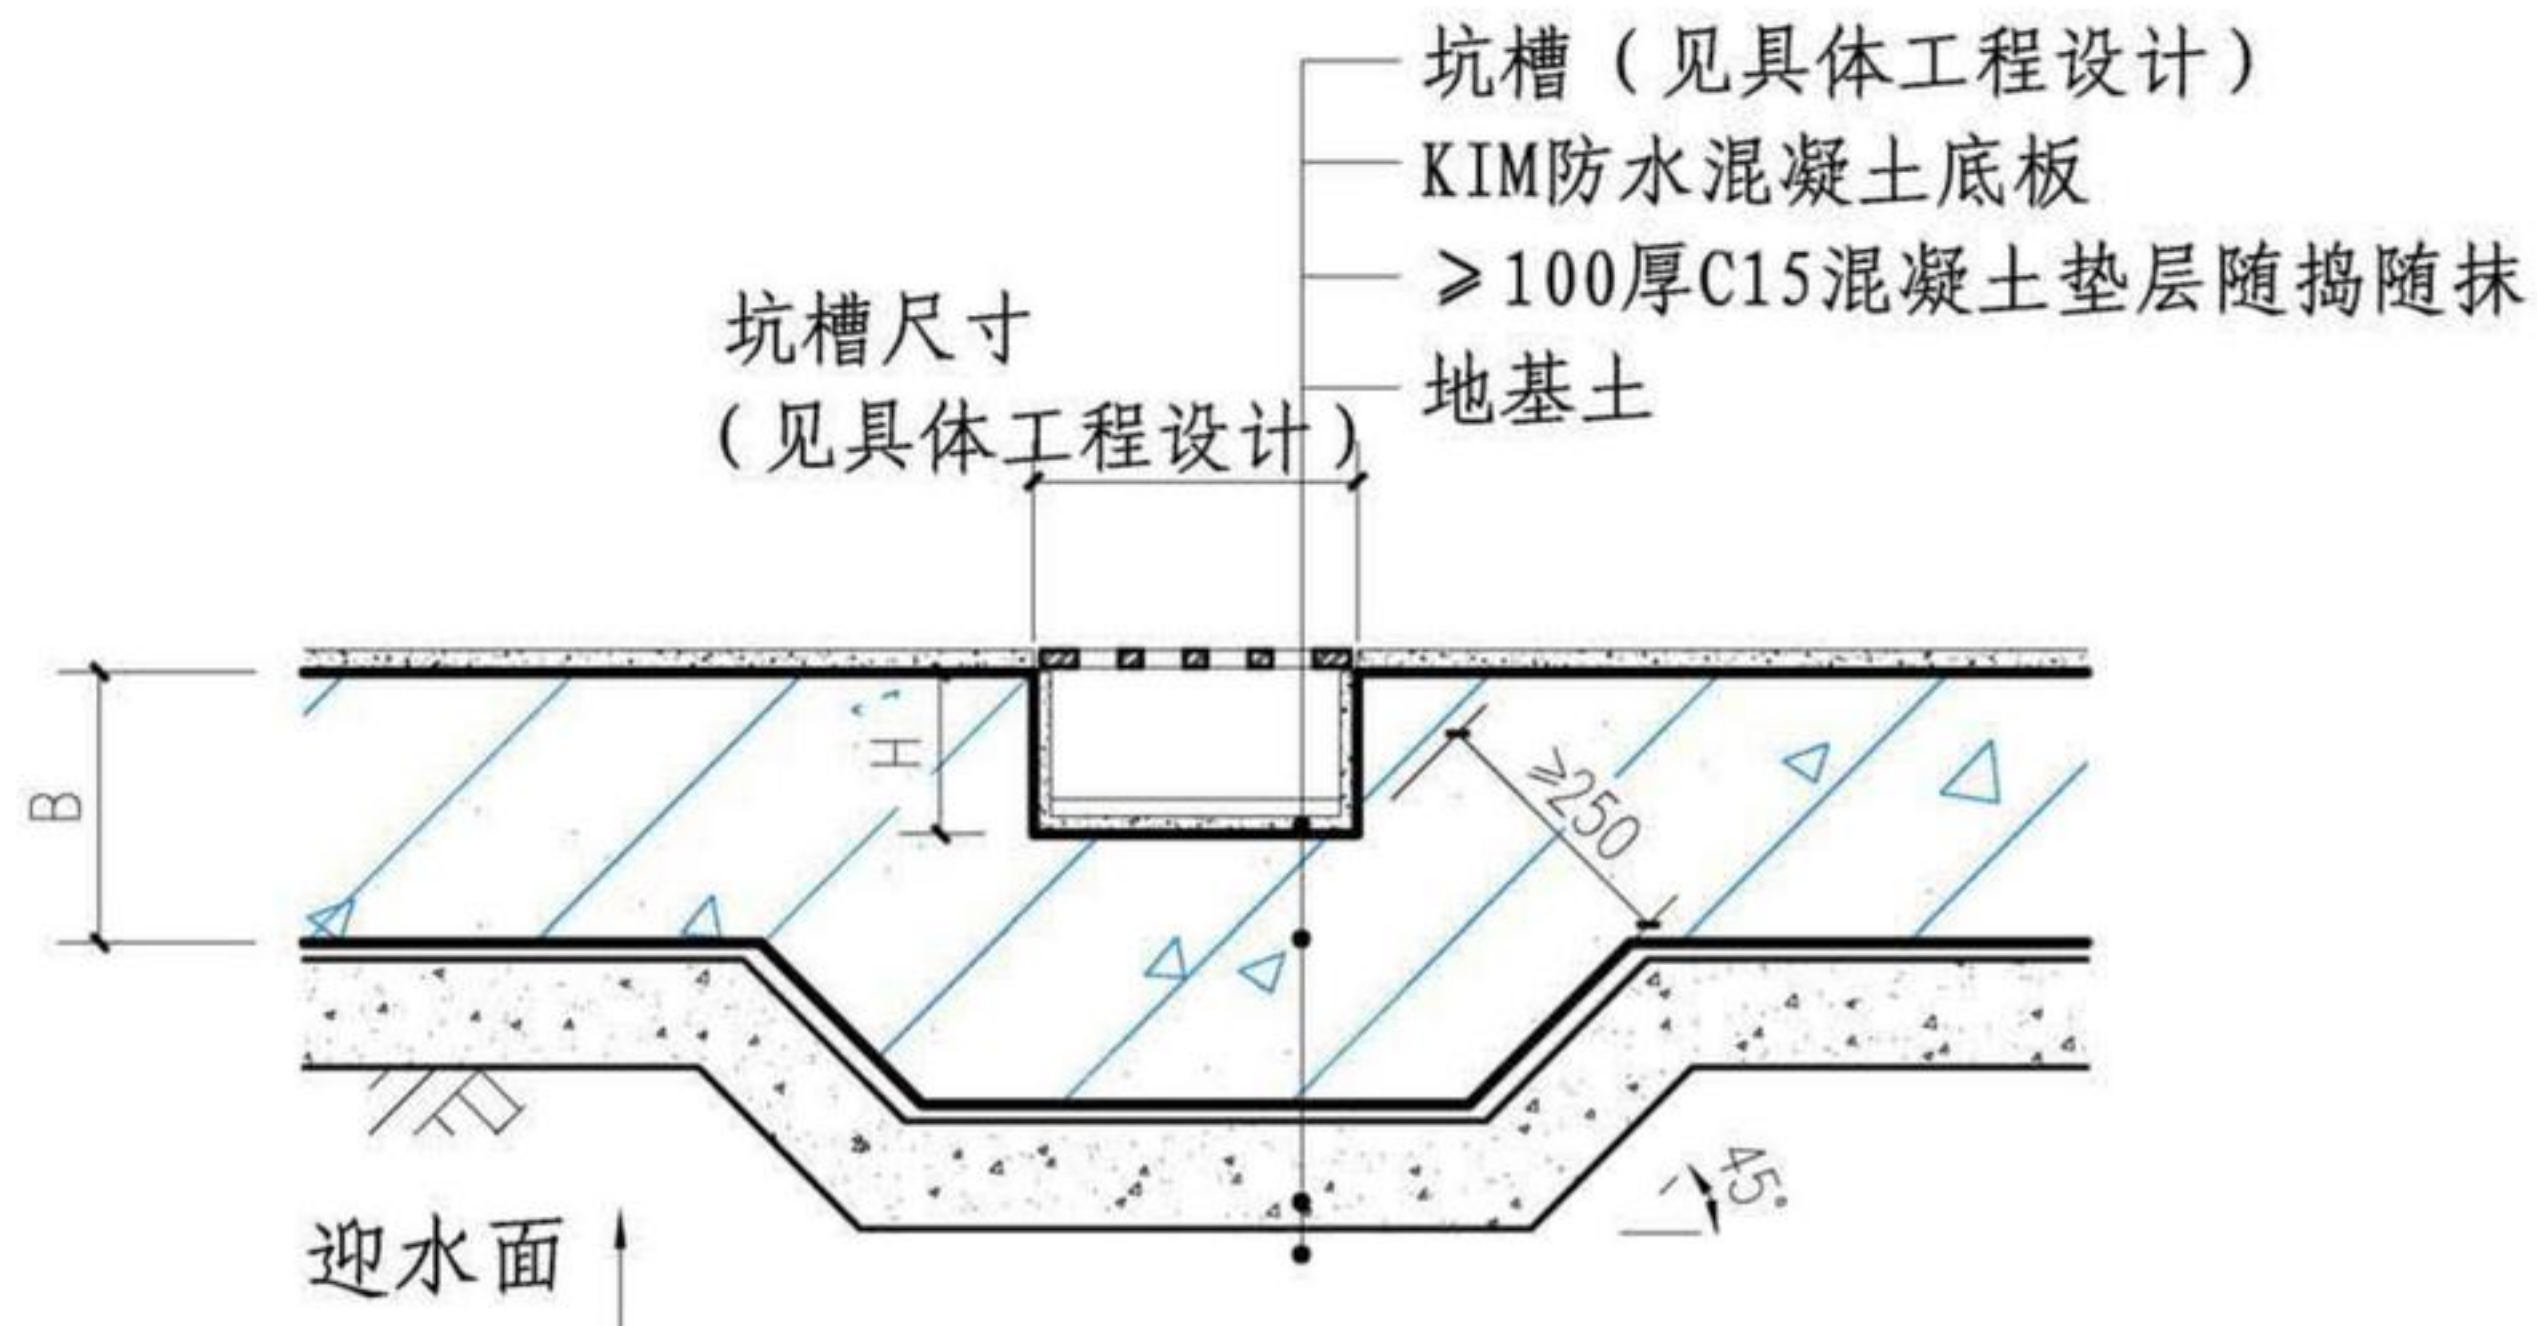 坑槽（见具体工程设计）
KIM防水混凝土底板
≥100厚C15混凝土垫层随捣随抹
地基土
坑槽尺寸
（见具体工程设计）
B
H
≥250
45°
迎水面